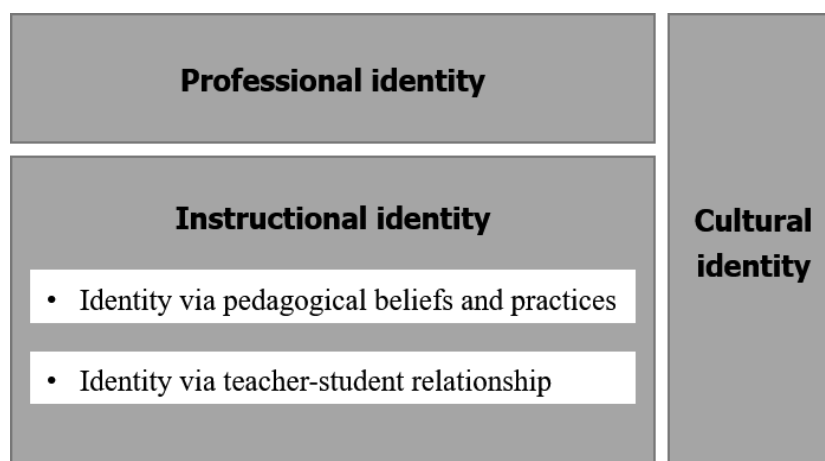 Professional identity
Instructional identity
• Identity via pedagogical beliefs and practices
• Identity via teacher-student relationship
Cultural
identity